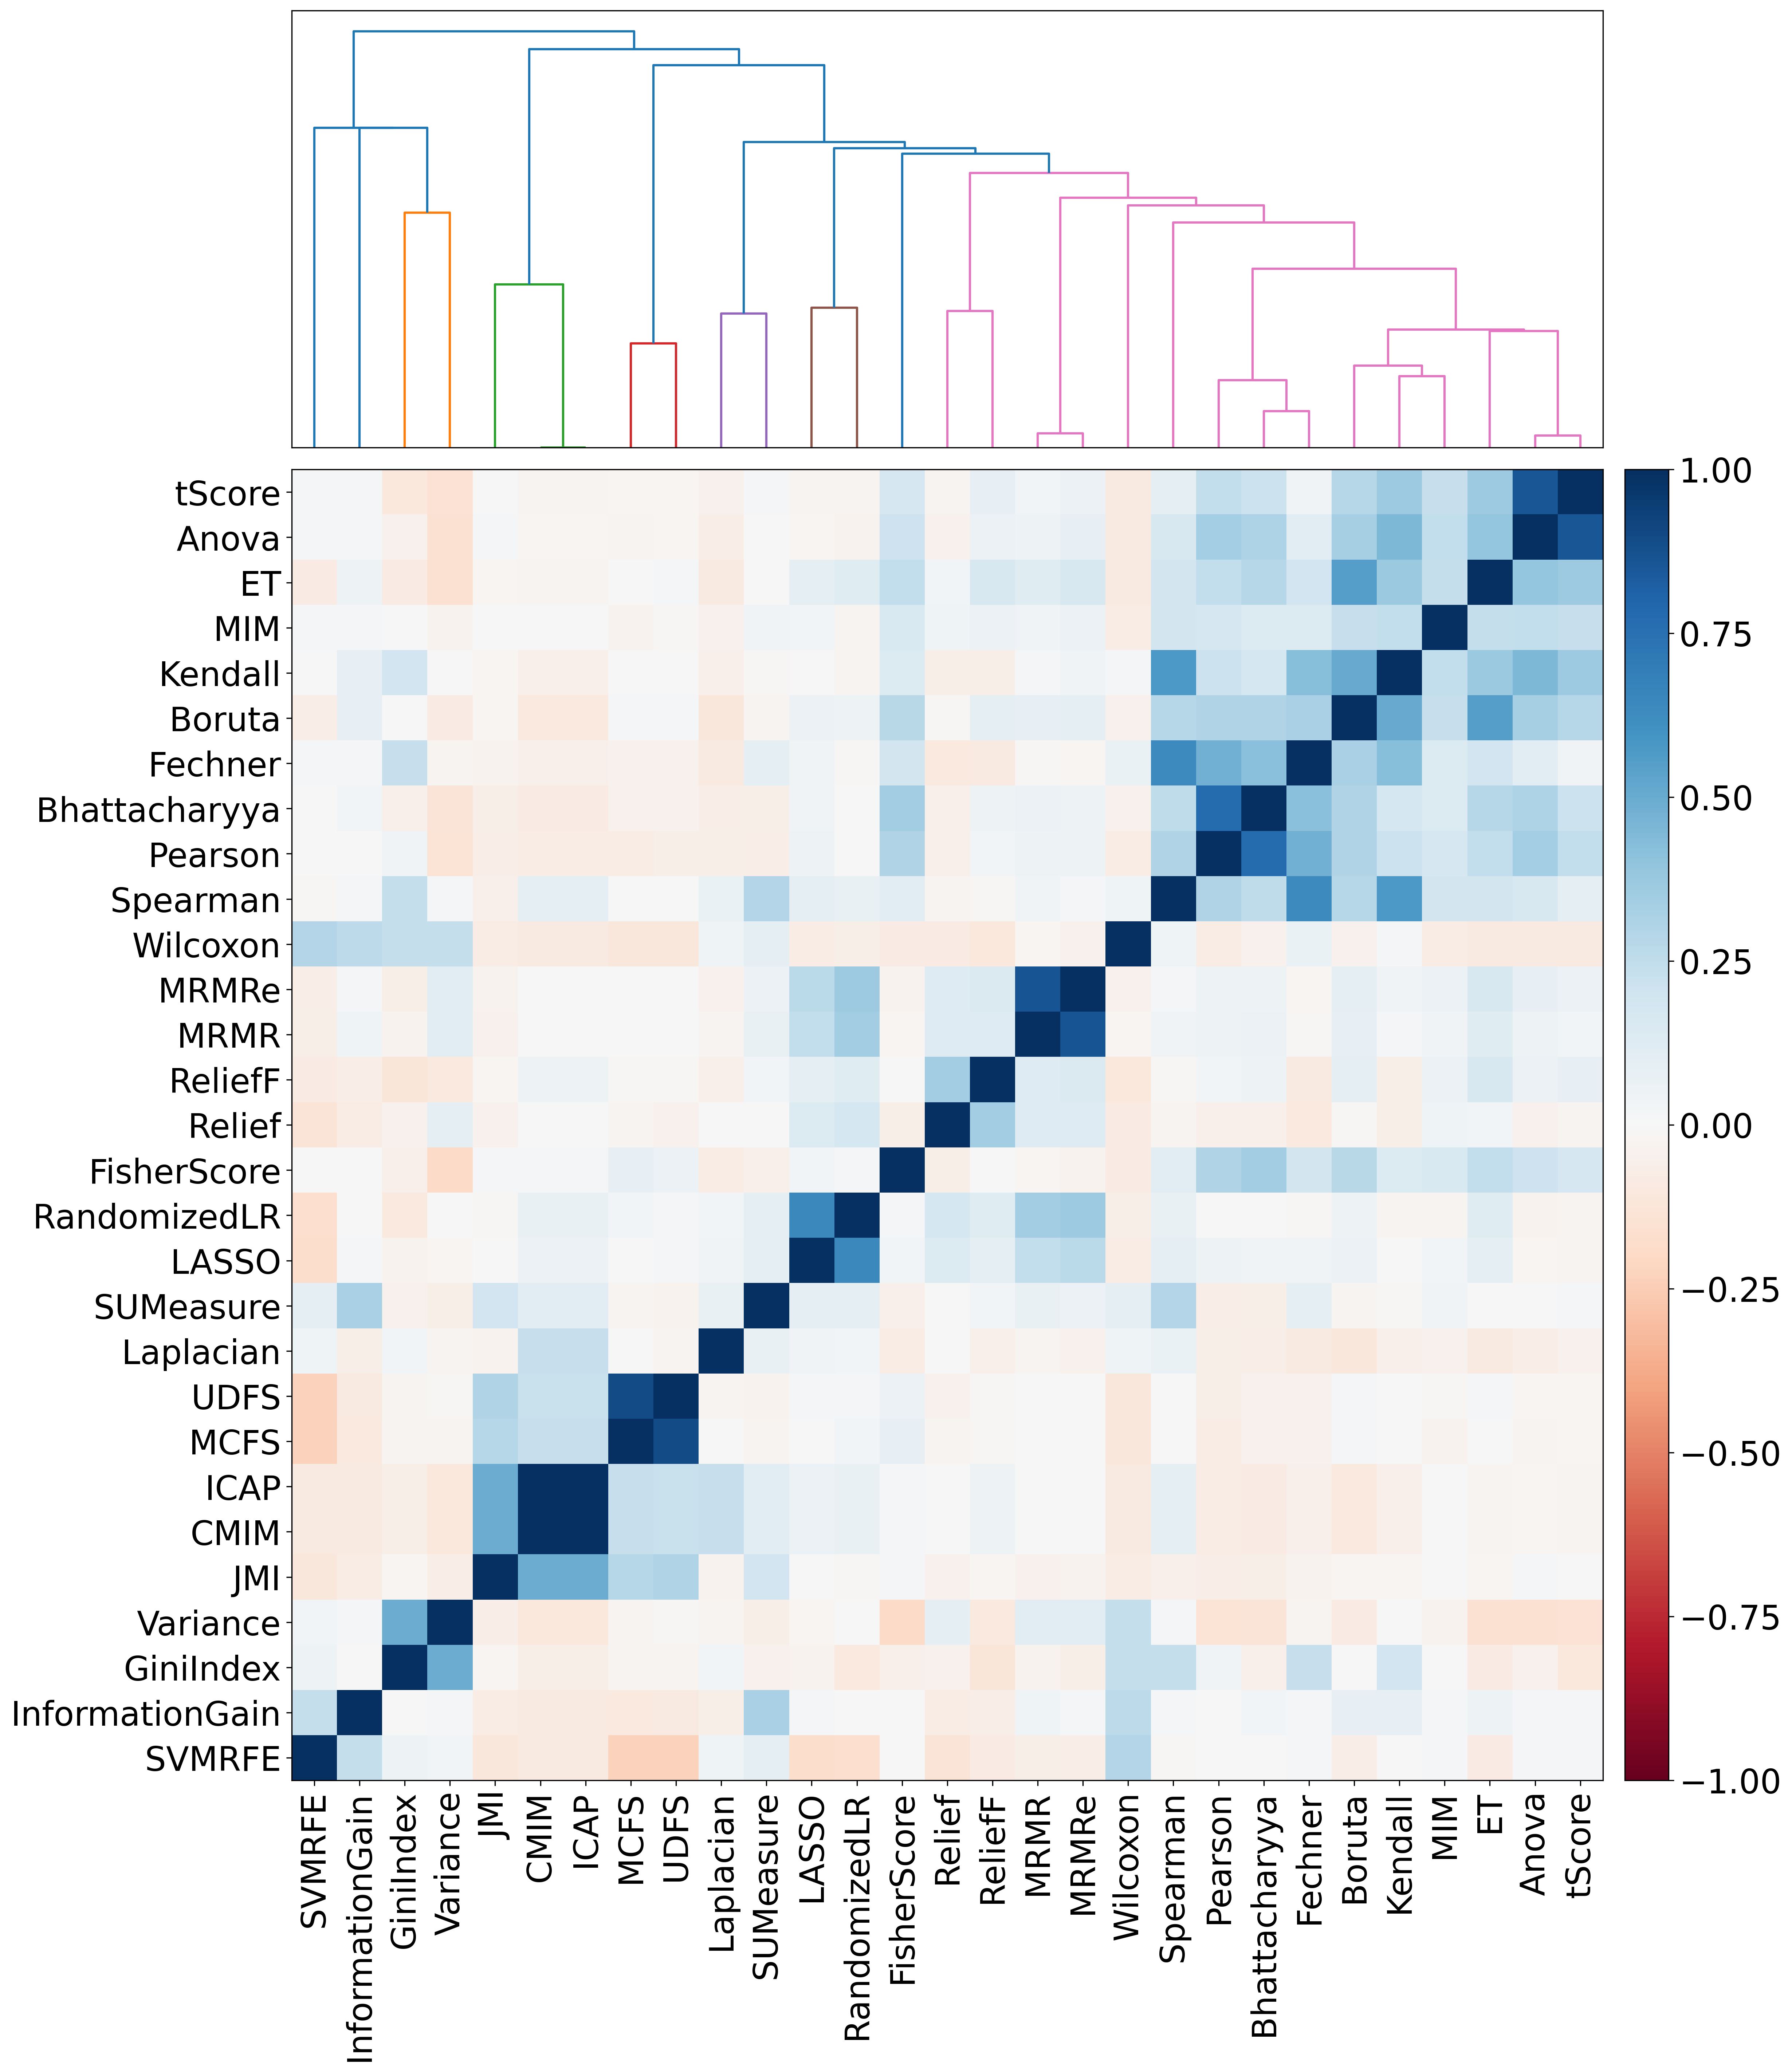 tScore
Anova
ET
MIM
Kendall
Boruta
Fechner
Bhattacharyya
Pearson
Spearman
Wilcoxon
MRMRe
MRMR
ReliefF
Relief
FisherScore
RandomizedLR
LASSO
SUMeasure
Laplacian
UDFS
MCFS
ICAP
CMIM
JMI
Variance
GiniIndex
InformationGain
SVMRFE
1.00
0.75
0.50
0.25
0.00
−0.25
−0.50
−0.75
−1.00
SVMRFE
InformationGain
GiniIndex
Variance
JMI
CMIM
ICAP
MCFS
UDFS
Laplacian
SUMeasure
LASSO
RandomizedLR
FisherScore
Relief
ReliefF
MRMR
MRMRe
Wilcoxon
Spearman
Pearson
Bhattacharyya
Fechner
Boruta
Kendall
MIM
ET
Anova
tScore